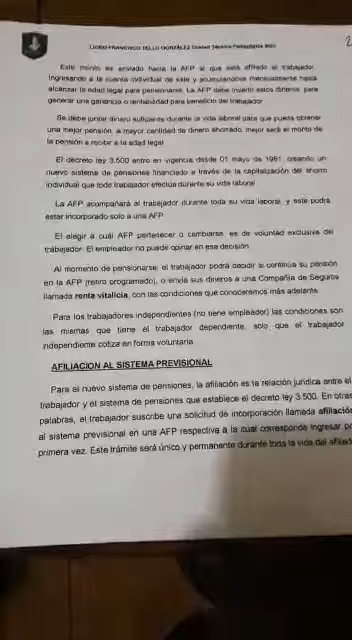 LICEO FRANCISCO TELLO GONZÁLEZ Unidad Técnico Pedagógica
2
Este monto es enviado hacia la AFP al que está afiliado el trabajador,
ingresando a la cuenta individual de este y acumulándose mensualmente hasta
alcanzar la edad legal para pensionarse. La AFP debe invertir estos dineros, para
generar una ganancia o rentabilidad para beneficio del trabajador
Se debe juntar dinero suficiente durante la vida laboral para que pueda obtener
una mejor pensión, a mayor cantidad de dinero ahorrado, mejor será el monto de
la pensión a recibir a la edad legal
El decreto ley 3.500 entro en vigencia desde 01 mayo de 1981, creando un
nuevo sistema de pensiones financiado a través de la capitalización del ahorro
individual que todo trabajador efectúa durante su vida laboral
La AFP acompañará al trabajador durante toda su vida laboral, y este podrá
estar incorporado solo a una AFP
El elegir a cuál AFP pertenecer o cambiarse, es de voluntad exclusiva del
trabajador. El empleador no puede opinar en esa decisión
Al momento de pensionarse, el trabajador podrá decidir si continúa su pensión
en la AFP (retiro programado), o envía sus dineros a una Compañía de Seguros
llamada renta vitalicia, con las condiciones que conoceremos más adelante.
Para los trabajadores independientes (no tiene empleador) las condiciones son
las mismas que tiene el trabajador dependiente, solo que el trabajador
independiente cotiza en forma voluntaria
AFILIACION AL SISTEMA PREVISIONAL
Para el nuevo sistema de pensiones, la afiliación es la relación jurídica entre el
trabajador y el sistema de pensiones que establece el decreto ley 3.500. En otras
palabras, el trabajador suscribe una solicitud de incorporación llamada afiliación
al sistema previsional en una AFP respectiva a la cual corresponde ingresar po
primera vez. Este trámite será único y permanente durante toda la vida del afiliad